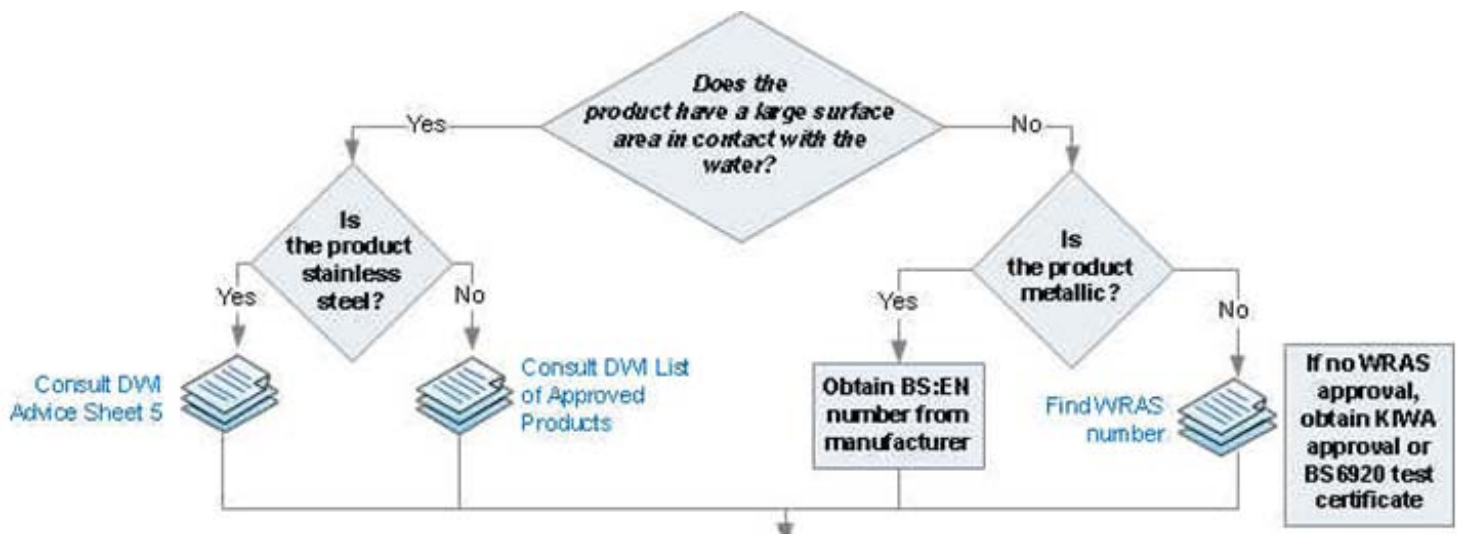 Does the
product have a large surface
area in contact with the
water?
Yes
No
Is
the product
stainless
steel?
Yes
No
Is
the product
metallic?
Yes
No
Consult DWI
Advice Sheet 5
Consult DWI List
of Approved
Products
Obtain BS:EN
number from
manufacturer
Find WRAS
number
If no WRAS
approval,
obtain KIWA
approval or
BS6920 test
certificate